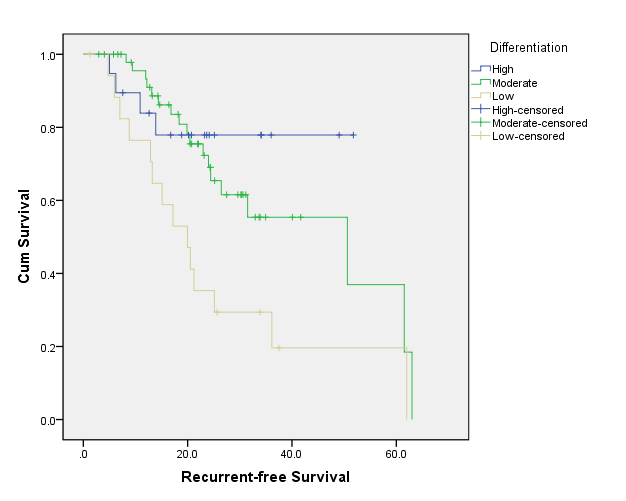 Differentiation
High
Moderate
Low
High-censored
Moderate-censored
Low-censored
1.0
0.8
0.6
0.4
0.2
0.0
Cum Survival
.0 20.0 40.0 60.0
Recurrent-free Survival